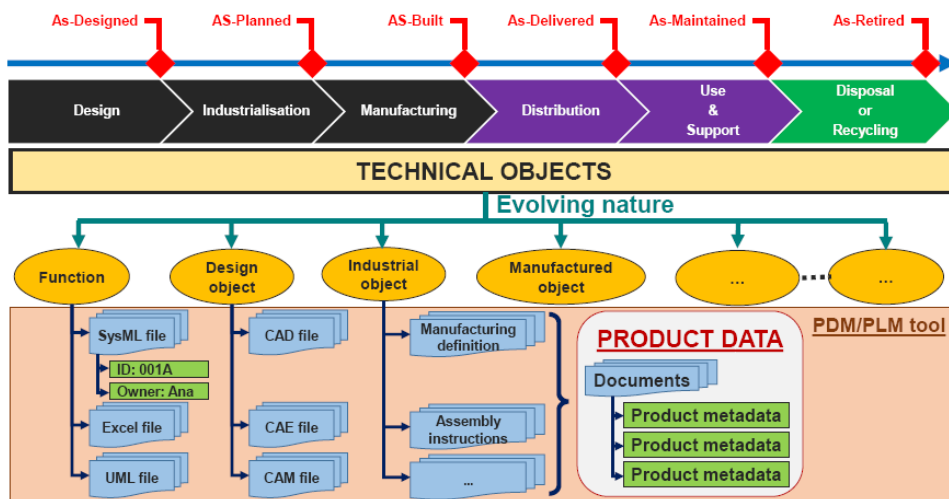 As-Designed
AS-Planned
AS-Built
As-Delivered
As-Maintained
As-Retired
Design
Industrialisation
Manufacturing
Distribution
Use
&
Support
Disposal
or
Recycling
TECHNICAL OBJECTS
Evolving nature
Function
Design
object
Industrial
object
Manufactured
object
...
...
PDM/PLM tool
SysML file
ID: 001A
Owner: Ana
Excel file
UML file
CAD file
CAE file
CAM file
Manufacturing
definition
Assembly
instructions
...
PRODUCT DATA
Documents
Product metadata
Product metadata
Product metadata